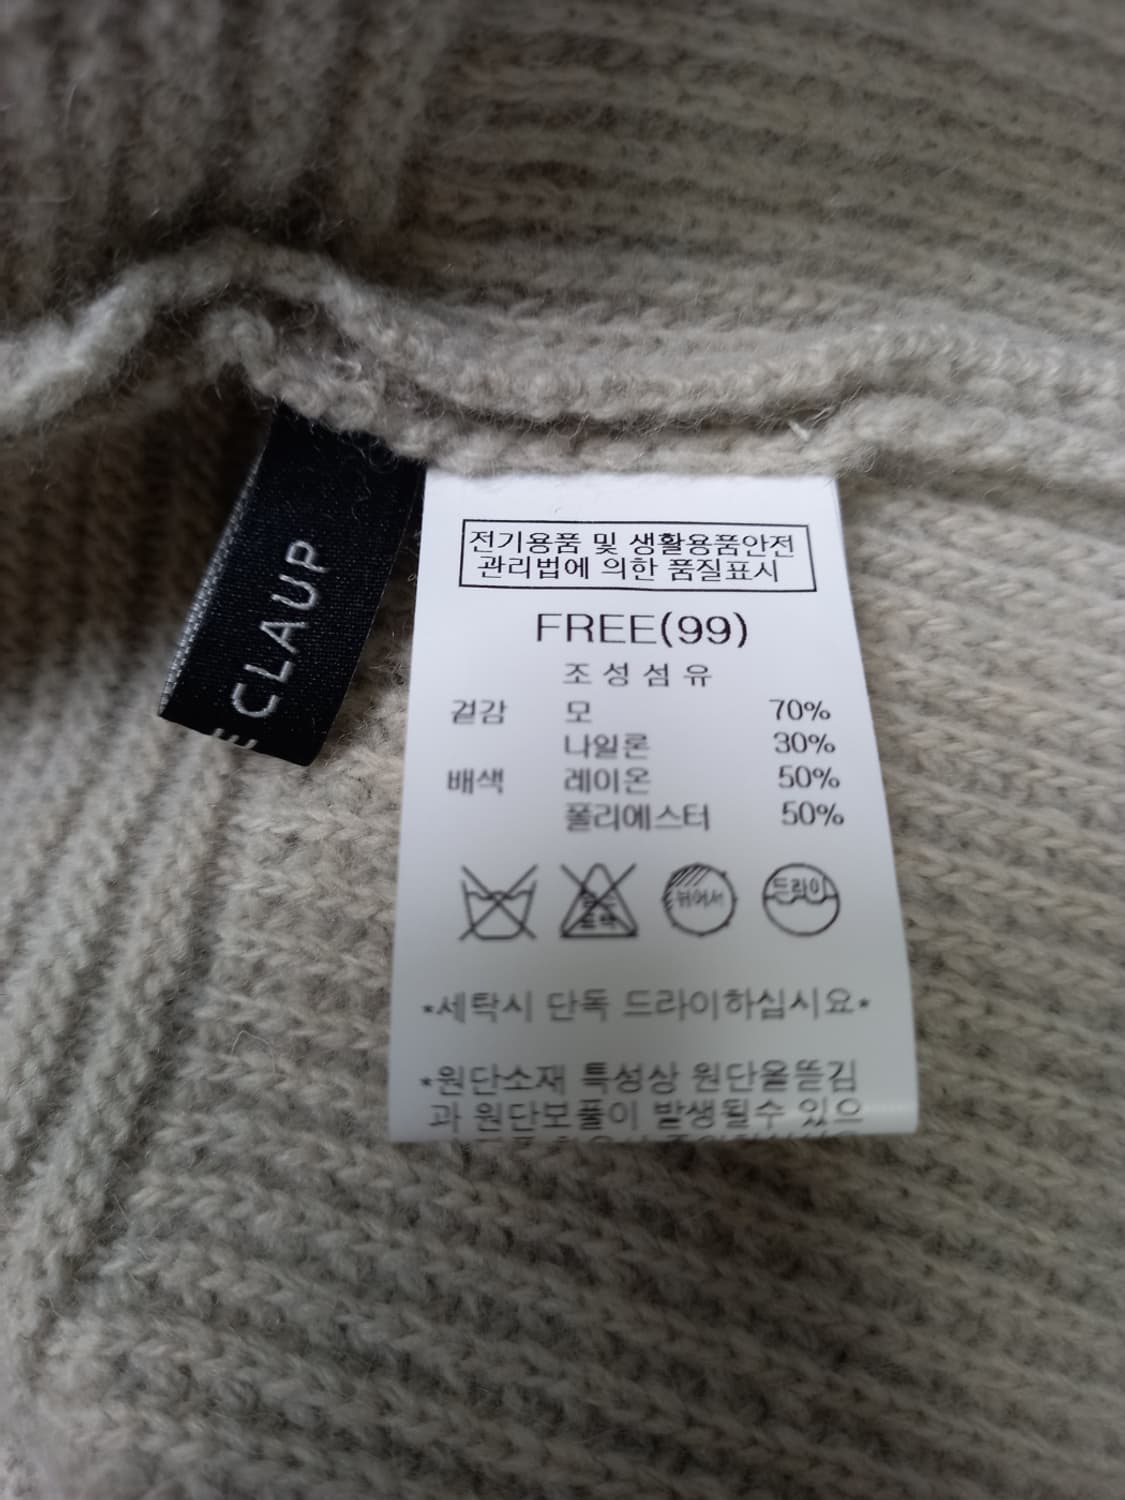 E CLAUP
전기용품 및 생활용품안전
관리법에 의한 품질표시
FREE(99)
조성섬유
겉감 모 70%
나일론 30%
배색 레이온 50%
폴리에스터 50%
뉘어서 드라이
*세탁시 단독 드라이하십시요*
*원단소재 특성상 원단올뜯김
과 원단보풀이 발생될수 있으